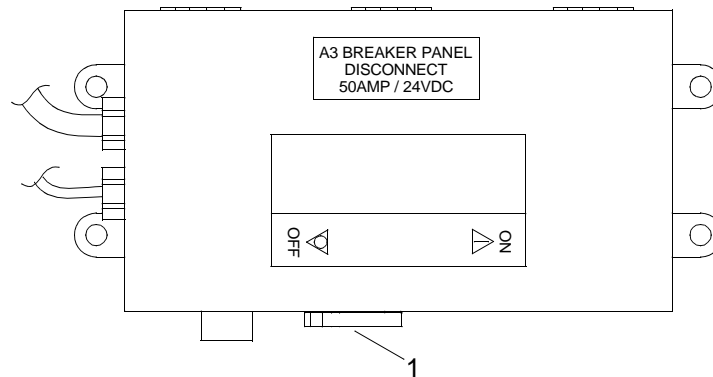 A3 BREAKER PANEL
DISCONNECT
50AMP / 24VDC
OFF
ON
1